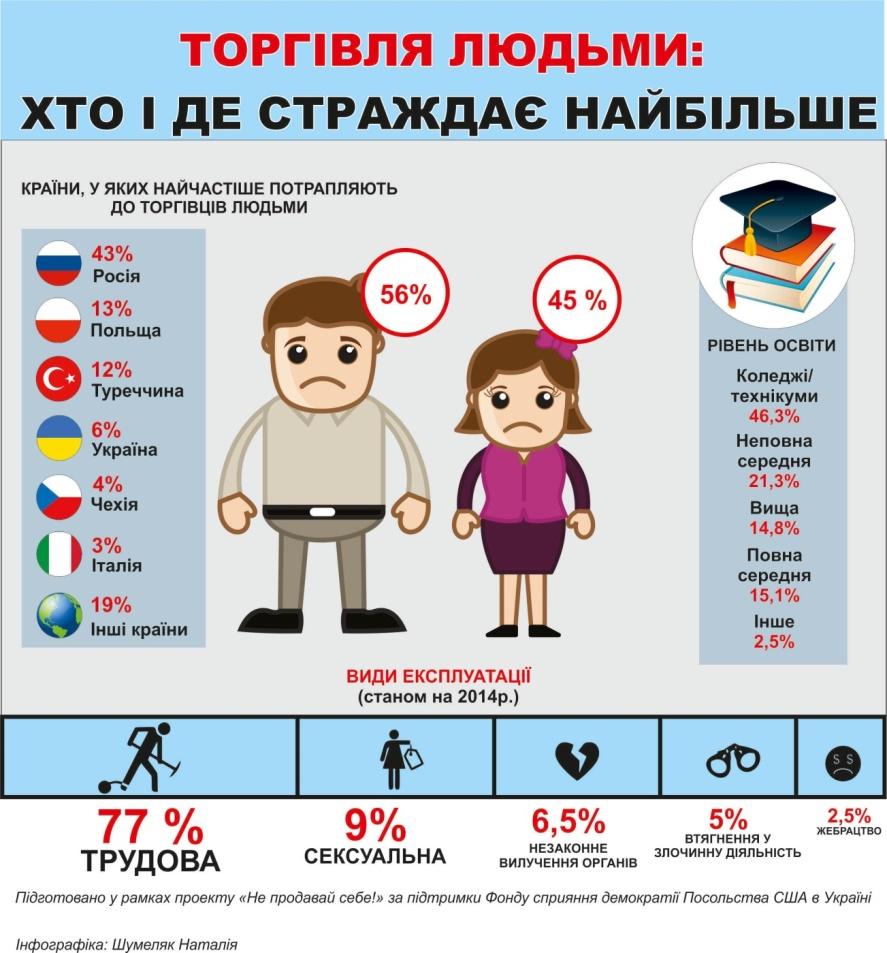 ТОРГІВЛЯ ЛЮДЬМИ:
ХТО І ДЕ СТРАЖДАЄ НАЙБІЛЬШЕ
КРАЇНИ, У ЯКИХ НАЙЧАСТІШЕ ПОТРАПЛЯЮТЬ
ДО ТОРГІВЦІВ ЛЮДЬМИ
43%
Росія
13%
Польща
12%
Туреччина
6%
Україна
4%
Чехія
3%
Італія
19%
Інші країни
56%
45 %
РІВЕНЬ ОСВІТИ
Коледжі/
технікуми
46,3%
Неповна
середня
21,3%
Вища
14,8%
Повна
середня
15,1%
Інше
2,5%
ВИДИ ЕКСПЛУАТАЦІЇ
(станом на 2014р.)
77 %
ТРУДОВА
9%
СЕКСУАЛЬНА
6,5%
НЕЗАКОННЕ
ВИЛУЧЕННЯ ОРГАНІВ
5%
ВТЯГНЕННЯ У
ЗЛОЧИННУ ДІЯЛЬНІСТЬ
S S
2,5%
ЖЕБРАЦТВО
Підготовано у рамках проекту «Не продавай себе!» за підтримки Фонду сприяння демократії Посольства США в Україні
Інфографіка: Шумеляк Наталія